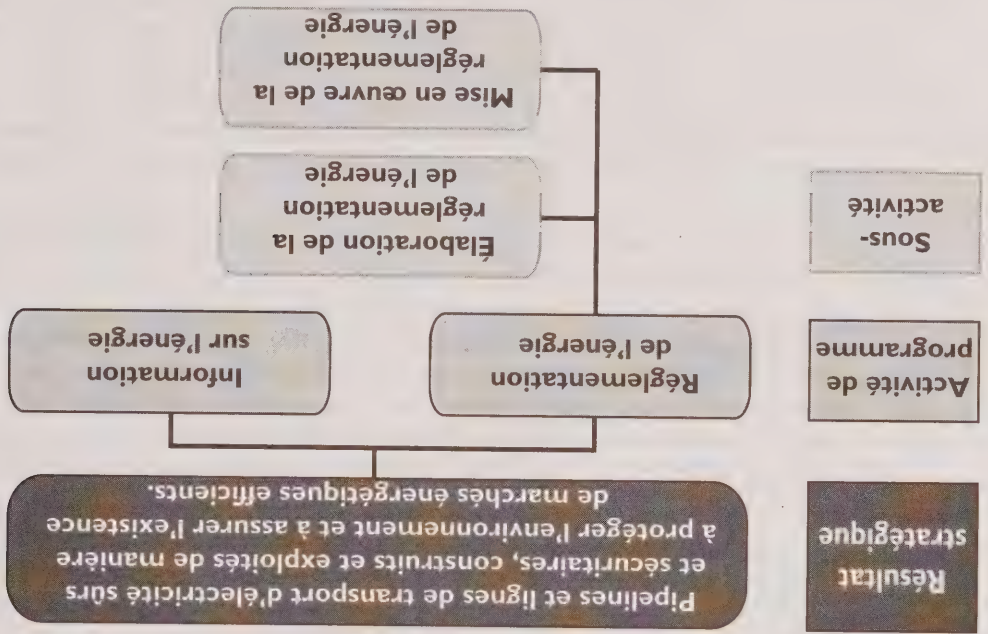 Résultat
stratégique
Pipelines et lignes de transport d'électricité sûrs
et sécuritaires, construits et exploités de manière
à protéger l'environnement et à assurer l'existence
de marchés énergétiques efficients.
Activité de
programme
Réglementation
de l'énergie
Information
sur l'énergie
Sous-
activité
Élaboration de la
réglementation
de l'énergie
Mise en œuvre de la
réglementation
de l'énergie